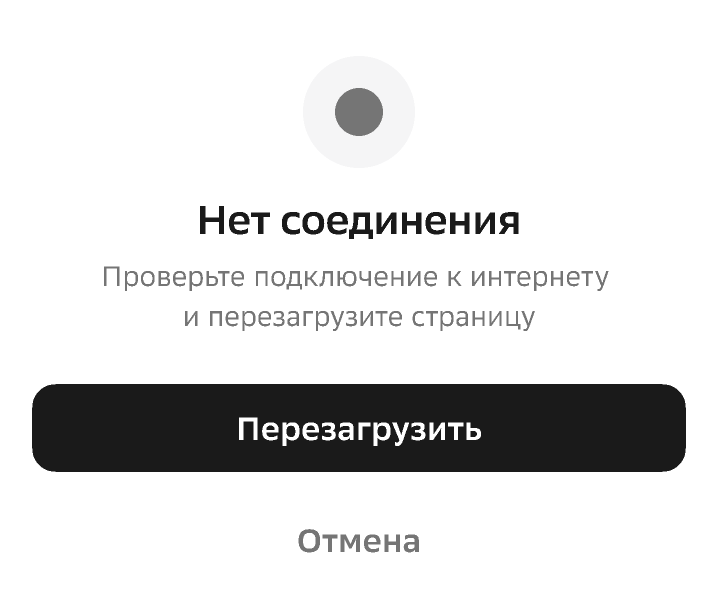 Нет соединения
Проверьте подключение к интернету
и перезагрузите страницу
Перезагрузить
Отмена